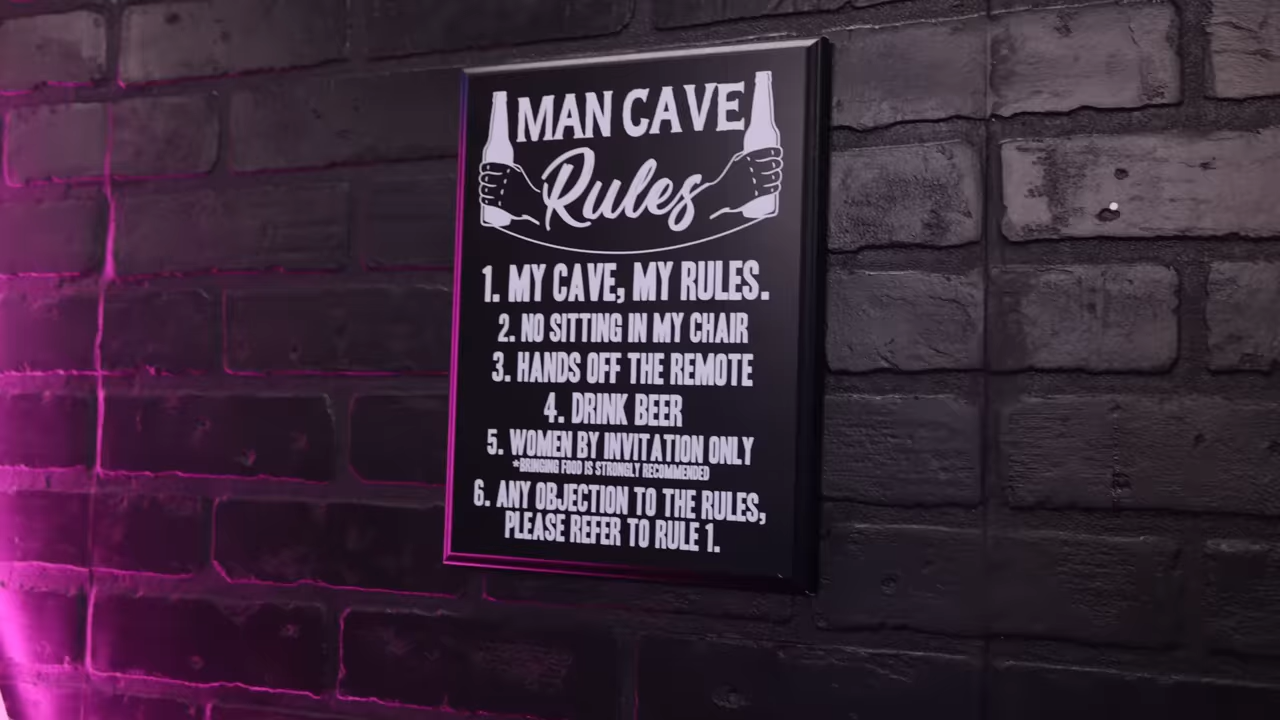 MAN CAVE
Rules
1. MY CAVE, MY RULES.
2. NO SITTING IN MY CHAIR
3. HANDS OFF THE REMOTE
4. DRINK BEER
5. WOMEN BY INVITATION ONLY
*BRINGING FOOD IS STRONGLY RECOMMENDED
6. ANY OBJECTION TO THE RULES,
PLEASE REFER TO RULE 1.